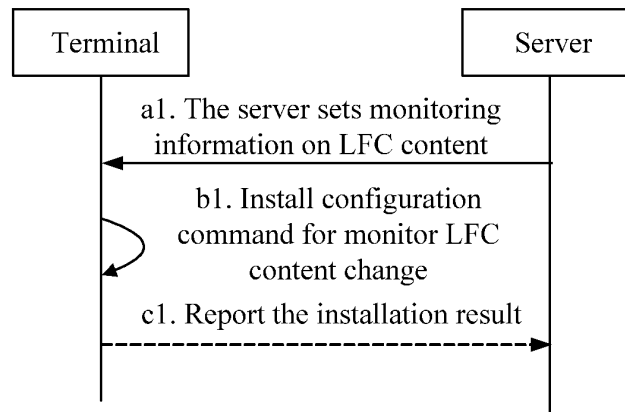 Terminal
Server
a1. The server sets monitoring
information on LFC content
b1. Install configuration
command for monitor LFC
content change
c1. Report the installation result